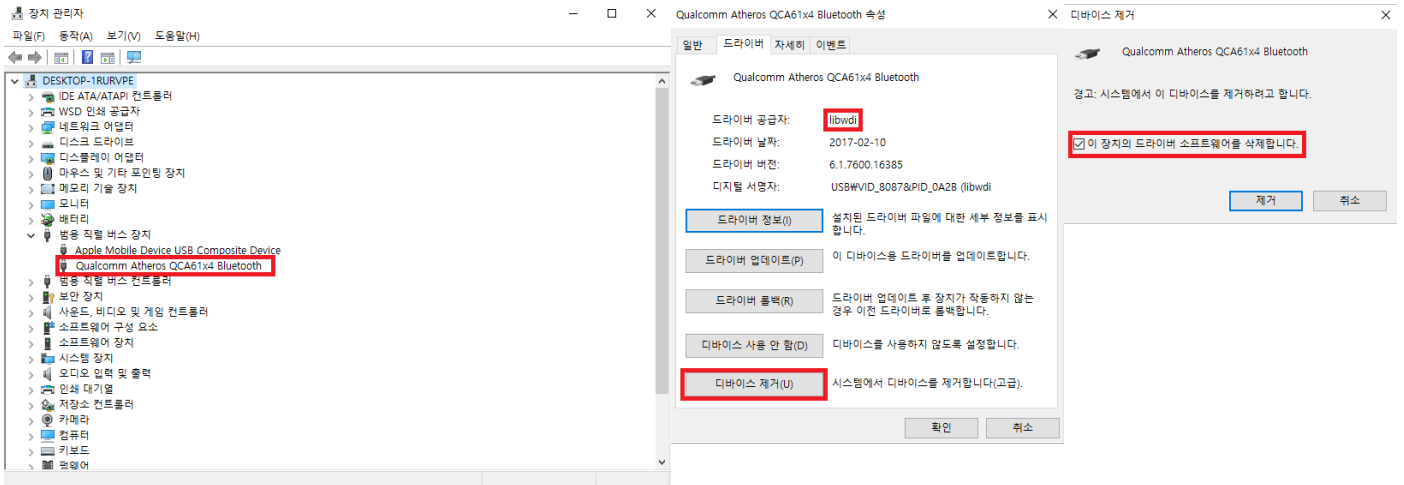 장치 관리자
파일(F) 동작(A) 보기(V) 도움말(H)
DESKTOP-1RURVPE
IDE ATA/ATAPI 컨트롤러
WSD 인쇄 공급자
네트워크 어댑터
디스크 드라이브
디스플레이 어댑터
마우스 및 기타 포인팅 장치
메모리 기술 장치
모니터
배터리
범용 직렬 버스 장치
Apple Mobile Device USB Composite Device
Qualcomm Atheros QCA61x4 Bluetooth
범용 직렬 버스 컨트롤러
보안 장치
사운드, 비디오 및 게임 컨트롤러
소프트웨어 구성 요소
소프트웨어 장치
시스템 장치
오디오 입력 및 출력
인쇄 대기열
저장소 컨트롤러
카메라
컴퓨터
키보드
펌웨어
Qualcomm Atheros QCA61x4 Bluetooth 속성
일반 드라이버 자세히 이벤트
Qualcomm Atheros QCA61x4 Bluetooth
드라이버 공급자: libwdi
드라이버 날짜: 2017-02-10
드라이버 버전: 6.1.7600.16385
디지털 서명자: USB₩VID_8087&PID_0A2B (libwdi
드라이버 정보(I) 설치된 드라이버 파일에 대한 세부 정보를 표시
합니다.
드라이버 업데이트(P) 이 디바이스용 드라이버를 업데이트합니다.
드라이버 롤백(R) 드라이버 업데이트 후 장치가 작동하지 않는
경우 이전 드라이버로 롤백합니다.
디바이스 사용 안 함(D) 디바이스를 사용하지 않도록 설정합니다.
디바이스 제거(U) 시스템에서 디바이스를 제거합니다(고급).
확인 취소
디바이스 제거
Qualcomm Atheros QCA61x4 Bluetooth
경고: 시스템에서 이 디바이스를 제거하려고 합니다.
이 장치의 드라이버 소프트웨어를 삭제합니다.
제거 취소